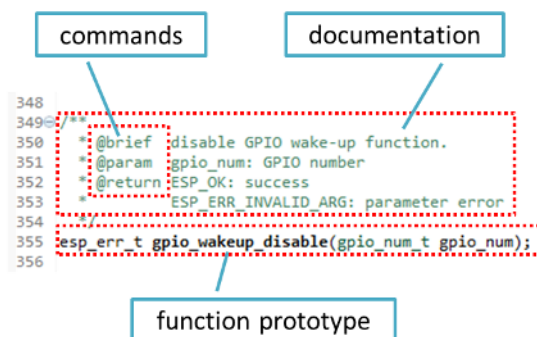 commands
documentation
348
349 /**
350 * @brief disable GPIO wake-up function.
351 * @param gpio_num: GPIO number
352 * @return ESP_OK: success
353 * ESP_ERR_INVALID_ARG: parameter error
354 */
355 esp_err_t gpio_wakeup_disable(gpio_num_t gpio_num);
356
function prototype